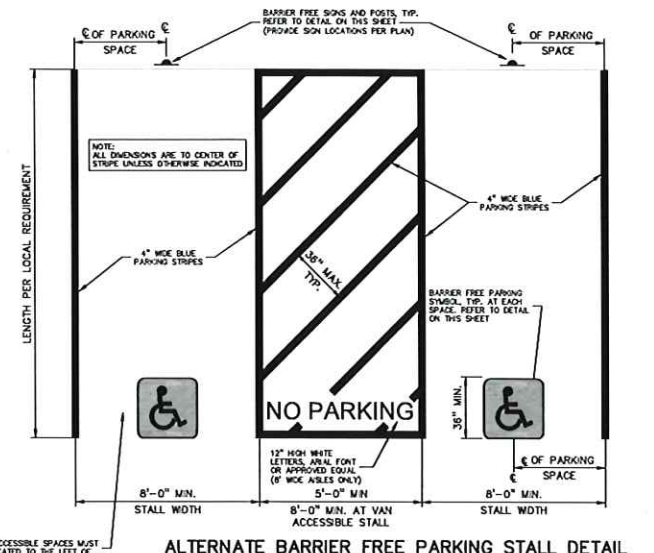 BARRIER FREE SIGNS AND POSTS, TYP.
REFER TO DETAIL ON THIS SHEET
(PROVIDE SIGN LOCATIONS PER PLAN)
℄ OF PARKING
SPACE
℄
℄
OF PARKING
SPACE
NOTE:
ALL DIMENSIONS ARE TO CENTER OF
STRIPE UNLESS OTHERWISE INDICATED
LENGTH PER LOCAL REQUIREMENT
4" WIDE BLUE
PARKING STRIPES
4" WIDE BLUE
PARKING STRIPES
36" MAX.
TYP.
BARRIER FREE PARKING
SYMBOL, TYP. AT EACH
SPACE. REFER TO DETAIL
ON THIS SHEET
NO PARKING
36" MIN.
12" HIGH WHITE
LETTERS, ARIAL FONT
OR APPROVED EQUAL
(8' WIDE AISLES ONLY)
℄ OF PARKING
SPACE
℄
8'-0" MIN.
STALL WIDTH
5'-0" MIN
8'-0" MIN. AT VAN
ACCESSIBLE STALL
8'-0" MIN.
STALL WIDTH
ACCESSIBLE SPACES MUST
TO THE LEFT OF
ALTERNATE BARRIER FREE PARKING STALL DETAIL